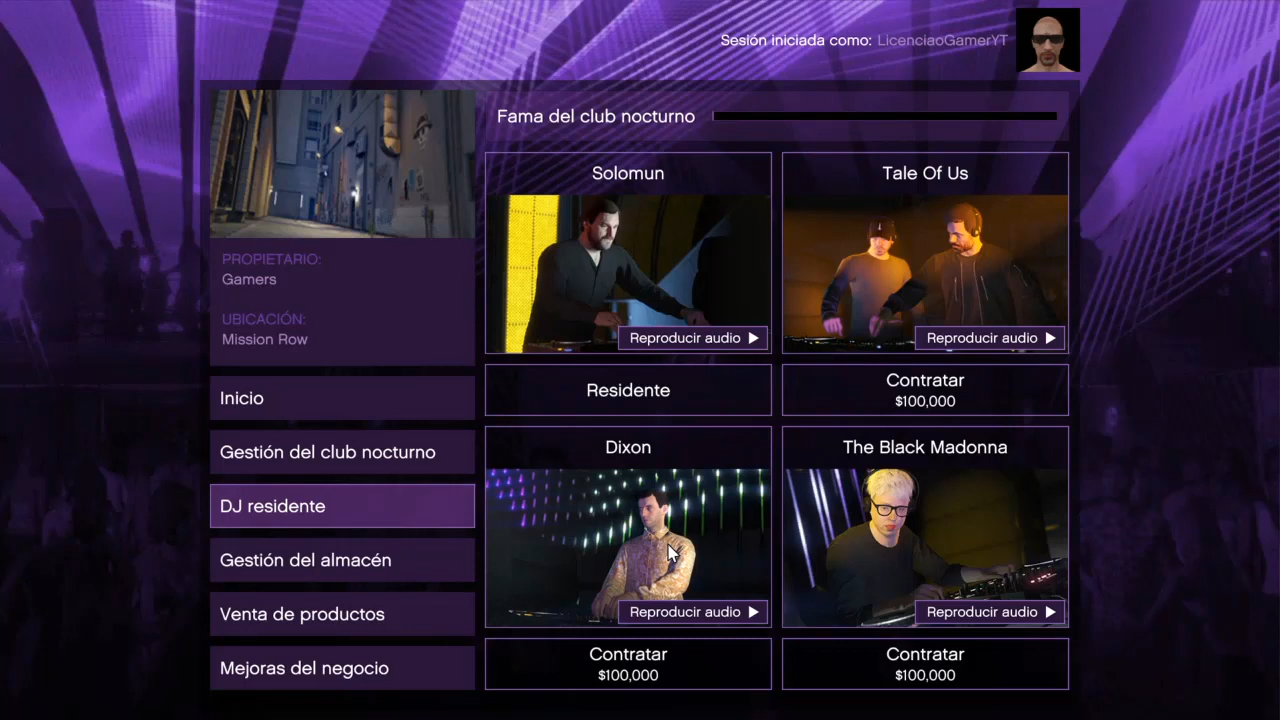 Sesión iniciada como: LicenciaoGamerYT
Fama del club nocturno
PROPIETARIO:
Gamers
UBICACIÓN:
Mission Row
Inicio
Gestión del club nocturno
DJ residente
Gestión del almacén
Venta de productos
Mejoras del negocio
Solomun
Reproducir audio
Residente
Tale Of Us
Reproducir audio
Contratar
$100,000
Dixon
Reproducir audio
Contratar
$100,000
The Black Madonna
Reproducir audio
Contratar
$100,000